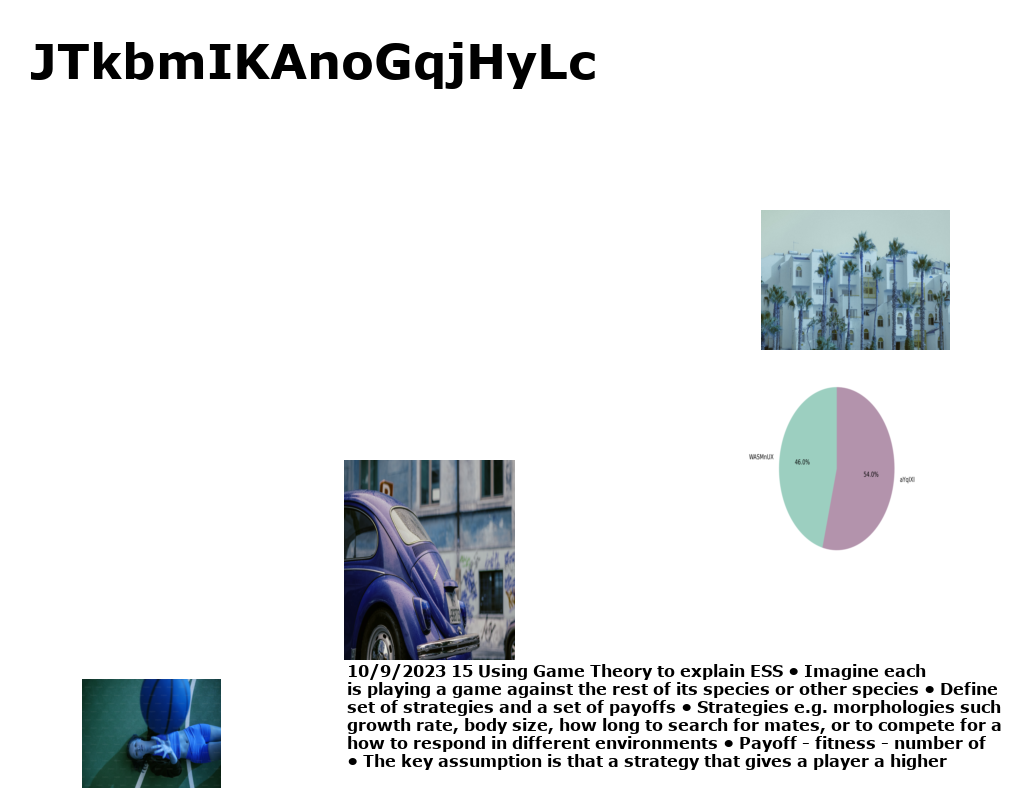 JTkbmIKAnoGqjHyLc
WASMnUX
46.0%
54.0%
10/9/2023 15 Using Game Theory to explain ESS • Imagine each
is playing a game against the rest of its species or other species • Define
set of strategies and a set of payoffs • Strategies e.g. morphologies such
growth rate, body size, how long to search for mates, or to compete for a
how to respond in different environments • Payoff - fitness - number of
• The key assumption is that a strategy that gives a player a higher